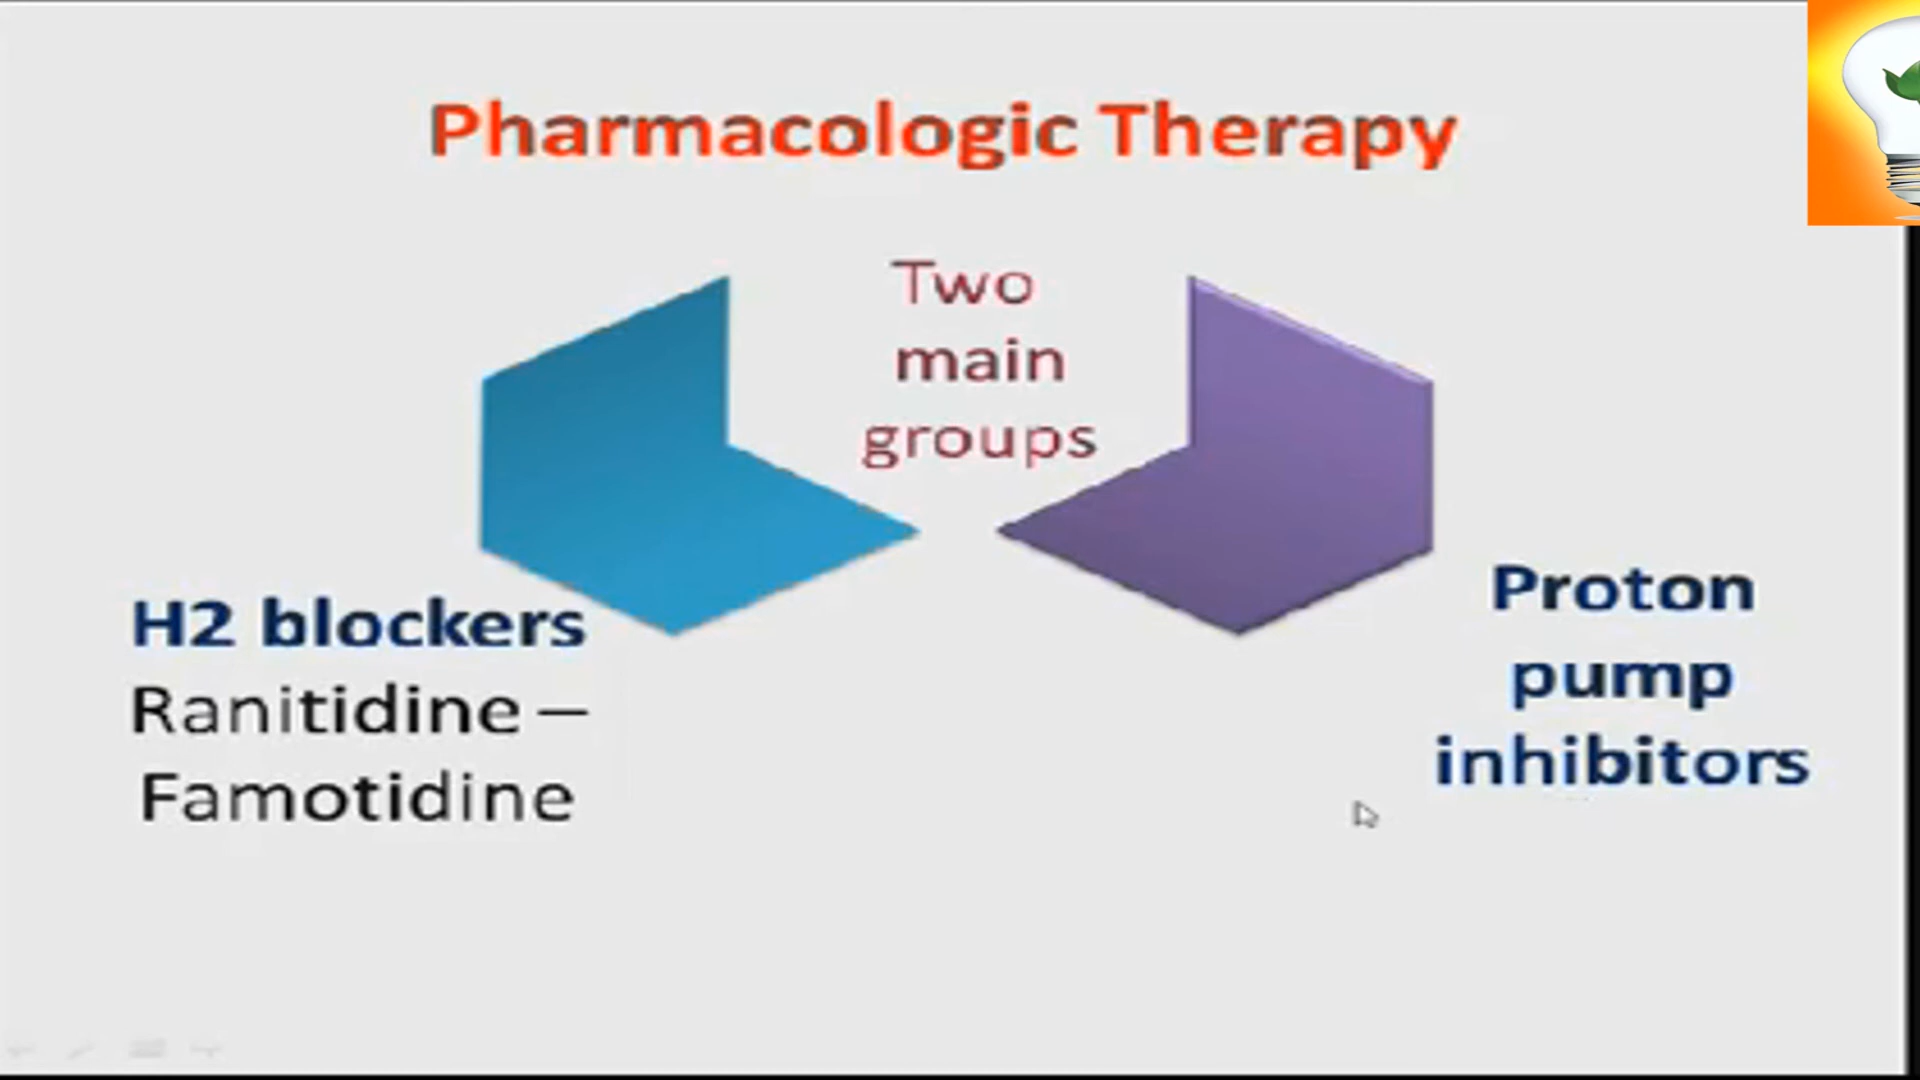 Pharmacologic Therapy
Two
main
groups
H2 blockers
Ranitidine –
Famotidine
Proton
pump
inhibitors